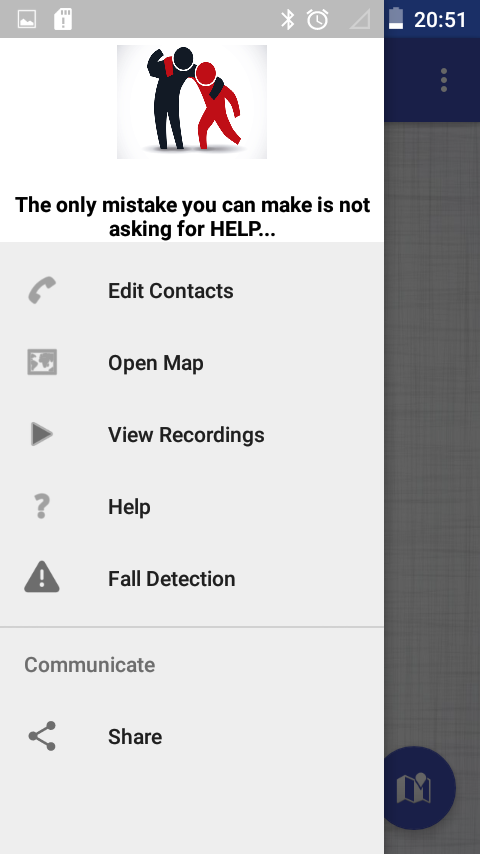 20:51
The only mistake you can make is not
asking for HELP...
Edit Contacts
Open Map
View Recordings
Help
Fall Detection
Communicate
Share